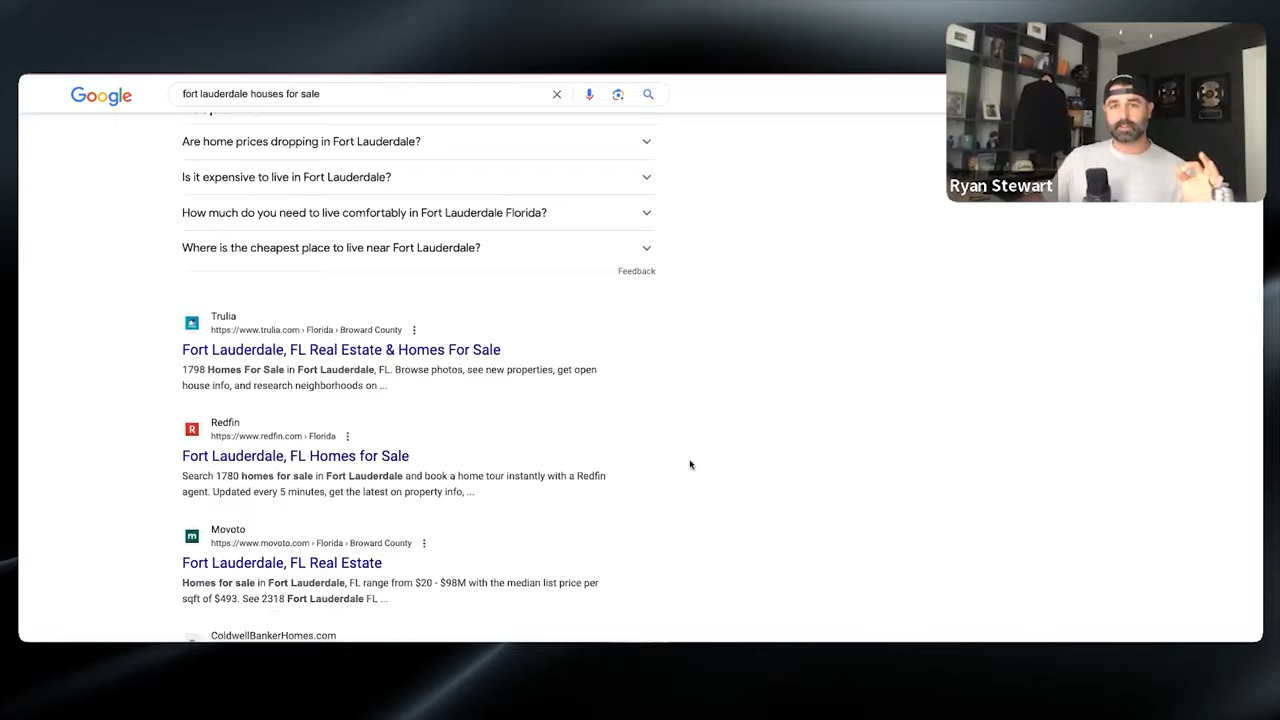 Google
fort lauderdale houses for sale
Are home prices dropping in Fort Lauderdale?
Is it expensive to live in Fort Lauderdale?
How much do you need to live comfortably in Fort Lauderdale Florida?
Where is the cheapest place to live near Fort Lauderdale?
Feedback
Trulia
https://www.trulia.com › Florida › Broward County
Fort Lauderdale, FL Real Estate & Homes For Sale
1798 Homes For Sale in Fort Lauderdale, FL. Browse photos, see new properties, get open
house info, and research neighborhoods on ...
R
Redfin
https://www.redfin.com › Florida
Fort Lauderdale, FL Homes for Sale
Search 1780 homes for sale in Fort Lauderdale and book a home tour instantly with a Redfin
agent. Updated every 5 minutes, get the latest on property info, ...
m
Movoto
https://www.movoto.com › Florida › Broward County
Fort Lauderdale, FL Real Estate
Homes for sale in Fort Lauderdale, FL range from $20 - $98M with the median list price per
sqft of $493. See 2318 Fort Lauderdale FL ...
ColdwellBankerHomes.com
Ryan Stewart